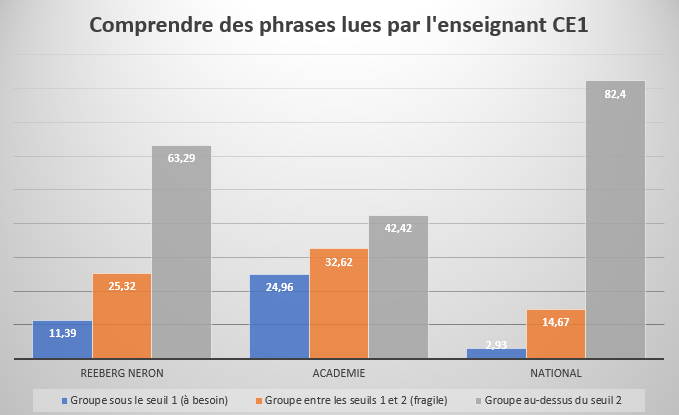 Comprendre des phrases lues par l'enseignant CE1
82,4
63,29
42,42
32,62
25,32
24,96
14,67
11,39
2,93
REEBERG NERON
ACADEMIE
NATIONAL
Groupe sous le seuil 1 (à besoin)
Groupe entre les seuils 1 et 2 (fragile)
Groupe au-dessus du seuil 2